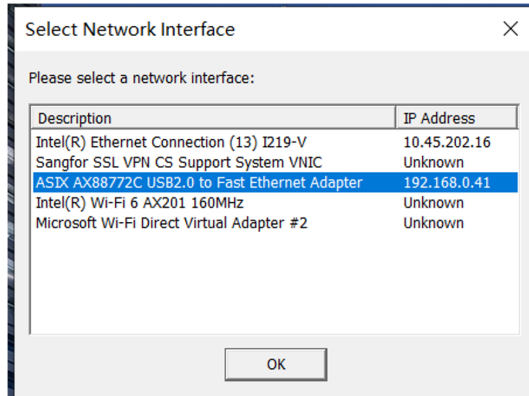 Select Network Interface
Please select a network interface:
Description IP Address
Intel(R) Ethernet Connection (13) I219-V 10.45.202.16
Sangfor SSL VPN CS Support System VNIC Unknown
ASIX AX88772C USB2.0 to Fast Ethernet Adapter 192.168.0.41
Intel(R) Wi-Fi 6 AX201 160MHz Unknown
Microsoft Wi-Fi Direct Virtual Adapter #2 Unknown
OK